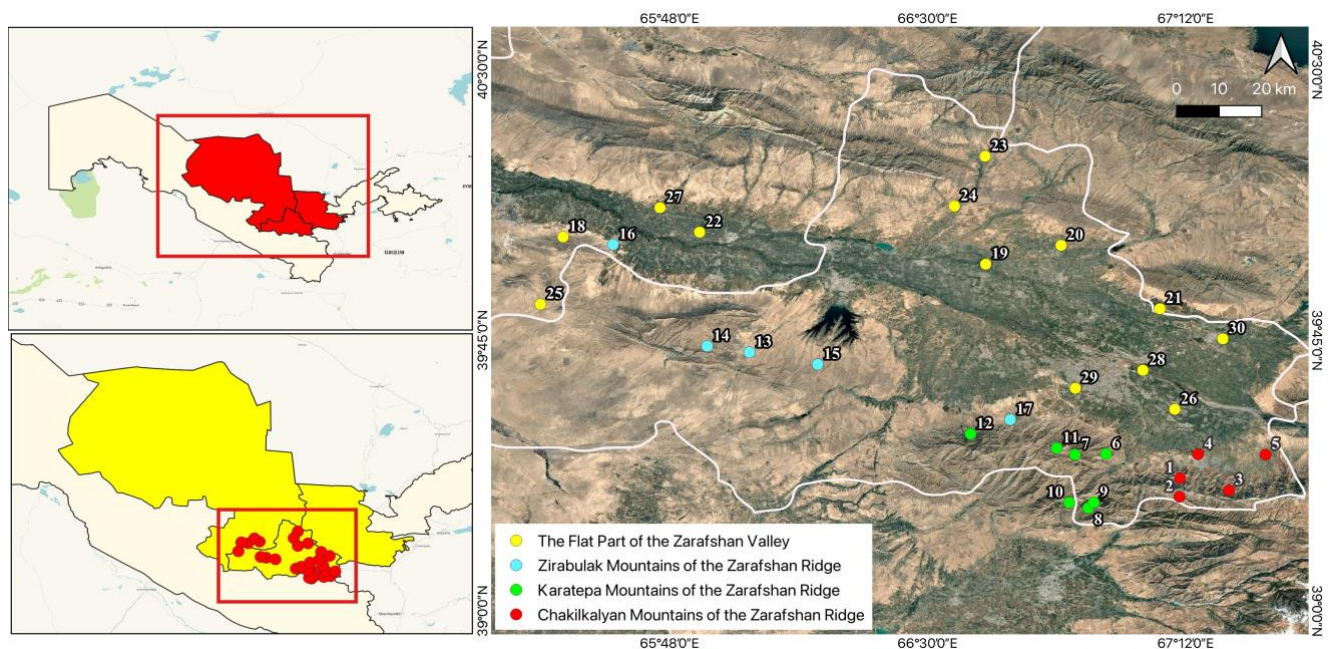 65°48'0"E
66°30'0"E
67°12'0"E
40°30'0"N
39°45'0"N
39°0'0"N
40°30'0"N
39°45'0"N
39°0'0"N
0 10 20 km
23
24
27
22
18
16
20
19
25
21
14
13
15
30
28
29
26
17
12
11
7
6
4
5
1
2
3
10
9
8
The Flat Part of the Zarafshan Valley
Zirabulak Mountains of the Zarafshan Ridge
Karatepa Mountains of the Zarafshan Ridge
Chakilkalyan Mountains of the Zarafshan Ridge
65°48'0"E
66°30'0"E
67°12'0"E